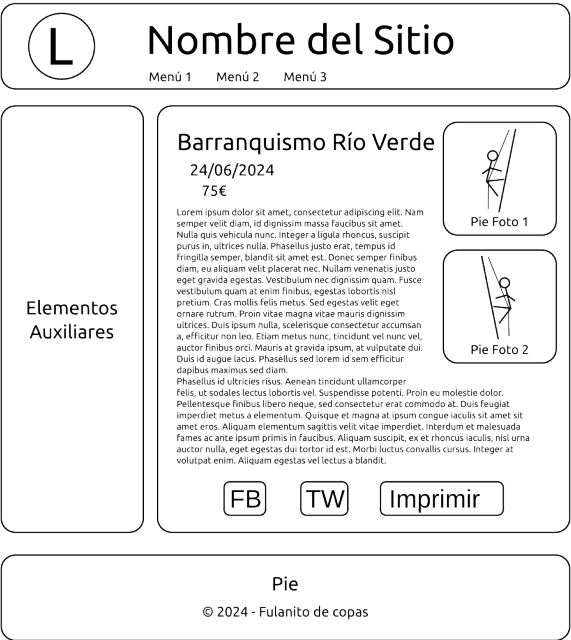 L
Nombre del Sitio
Menú 1 Menú 2 Menú 3
Elementos
Auxiliares
Barranquismo Río Verde
24/06/2024
75€
Lorem ipsum dolor sit amet, consectetur adipiscing elit. Nam
semper velit diam, id dignissim massa faucibus sit amet.
Nulla quis vehicula nunc. Integer a ligula rhoncus, suscipit
purus in, ultrices nulla. Phasellus justo erat, tempus id
fringilla semper, blandit sit amet est. Donec semper finibus
diam, eu aliquam velit placerat nec. Nullam venenatis justo
eget gravida egestas. Vestibulum nec dignissim quam. Fusce
vestibulum quam at enim finibus, egestas lobortis nisl
pretium. Cras mollis felis metus. Sed egestas velit eget
ornare rutrum. Proin vitae magna vitae mauris dignissim
ultrices. Duis ipsum nulla, scelerisque consectetur accumsan
a, efficitur non leo. Etiam metus nunc, tincidunt vel nunc vel,
auctor finibus orci. Mauris at gravida ipsum, at vulputate dui.
Duis id augue lacus. Phasellus sed lorem id sem efficitur
dapibus maximus sed diam.
Phasellus id ultricies risus. Aenean tincidunt ullamcorper
felis, ut sodales lectus lobortis vel. Suspendisse potenti. Proin eu molestie dolor.
Pellentesque finibus libero neque, sed consectetur erat commodo at. Duis feugiat
imperdiet metus a elementum. Quisque et magna at ipsum congue iaculis sit amet sit
amet eros. Aliquam elementum sagittis velit vitae imperdiet. Interdum et malesuada
fames ac ante ipsum primis in faucibus. Aliquam suscipit, ex et rhoncus iaculis, nisl urna
auctor nulla, eget egestas dui tortor id est. Morbi luctus convallis cursus. Integer at
volutpat enim. Aliquam egestas vel lectus a blandit.
Pie Foto 1
Pie Foto 2
FB TW Imprimir
Pie
© 2024 - Fulanito de copas